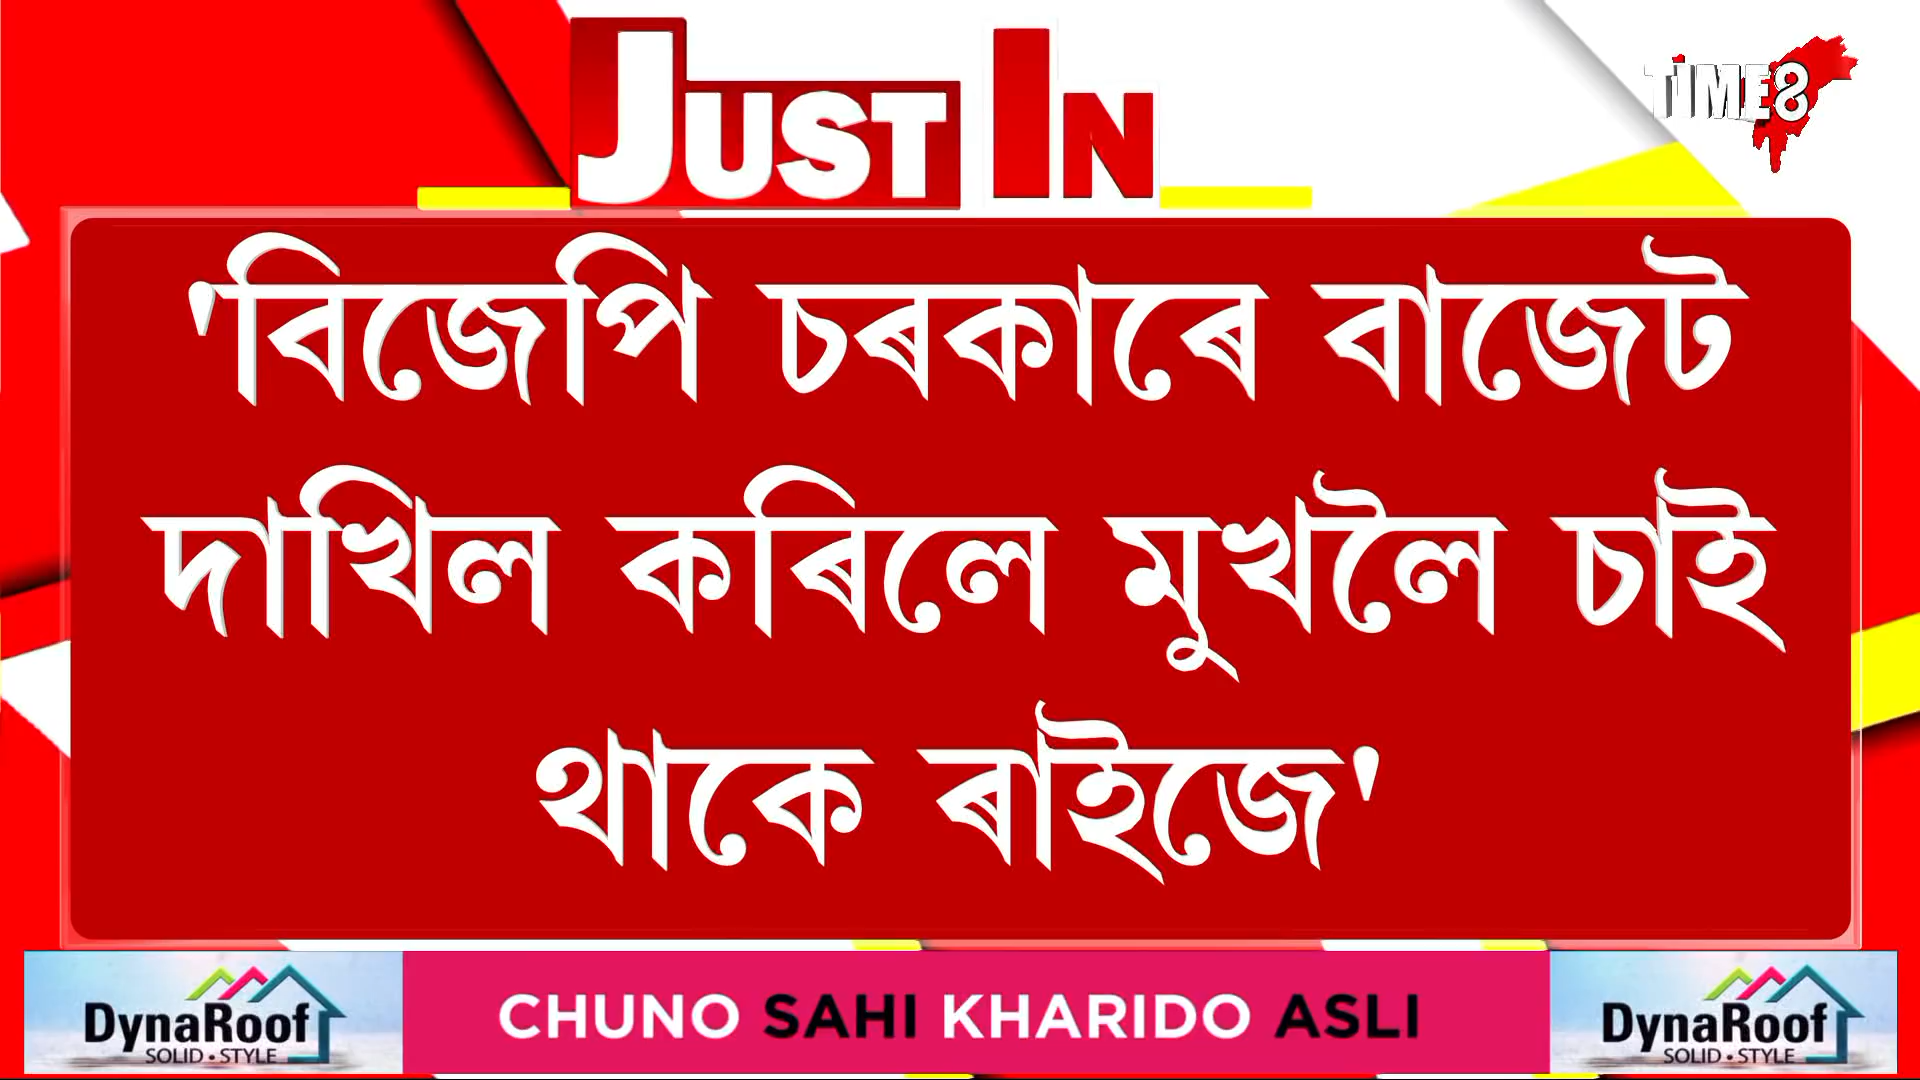 JUST IN
TIME8
'বিজেপি চৰকাৰে বাজেট
দাখিল কৰিলে মুখলৈ চাই
থাকে ৰাইজে'
DynaRoof
SOLID • STYLE
CHUNO SAHI KHARIDO ASLI
DynaRoof
SOLID • STYLE